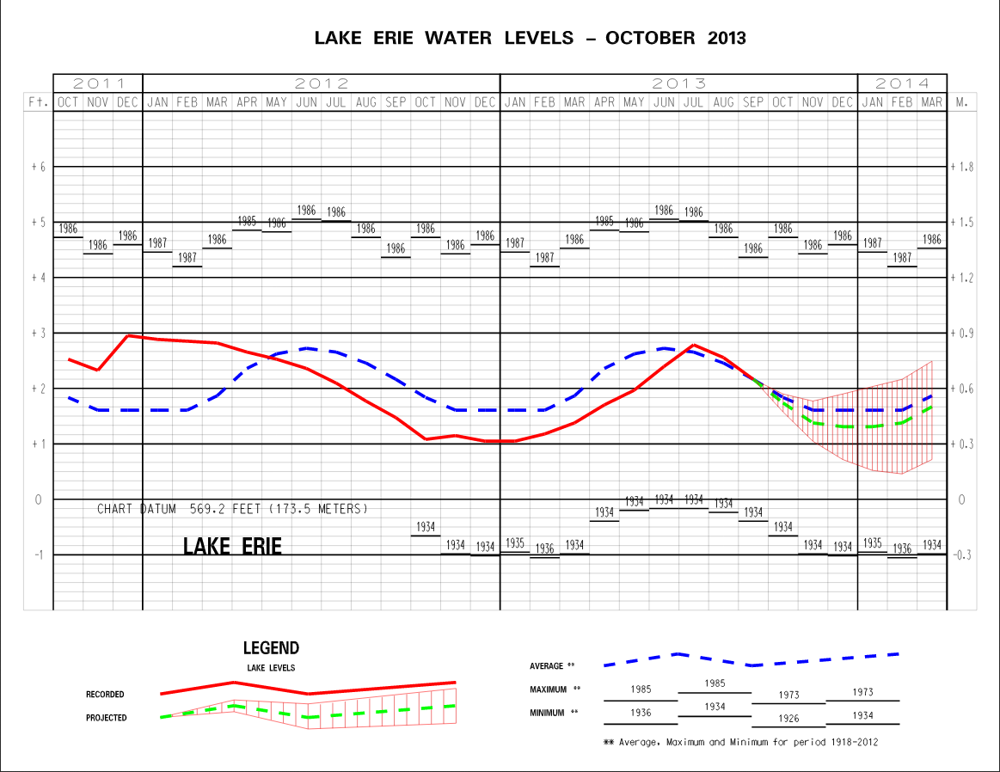 LAKE ERIE WATER LEVELS – OCTOBER 2013
2011 2012 2013 2014
Ft. OCT NOV DEC JAN FEB MAR APR MAY JUN JUL AUG SEP OCT NOV DEC JAN FEB MAR APR MAY JUN JUL AUG SEP OCT NOV DEC JAN FEB MAR M.
+6 +1.8
1986 1986 1986 1987 1987 1986 1985 1986 1986 1986 1986 1986 1986 1986 1986 1987 1987 1986 1985 1986 1986 1986 1986 1986 1986 1986 1986 1987 1987 1986
+5 +1.5
+4 +1.2
+3 +0.9
+2 +0.6
+1 +0.3
0 0
CHART DATUM 569.2 FEET (173.5 METERS)
1934 1934 1934 1935 1936 1934 1934 1934 1934 1934 1934 1934 1934 1934 1934 1935 1936 1934
LAKE ERIE
-1 -0.3
LEGEND
LAKE LEVELS
RECORDED
PROJECTED
AVERAGE **
MAXIMUM ** 1985 1985 1973 1973
MINIMUM ** 1936 1934 1926 1934
** Average, Maximum and Minimum for period 1918-2012